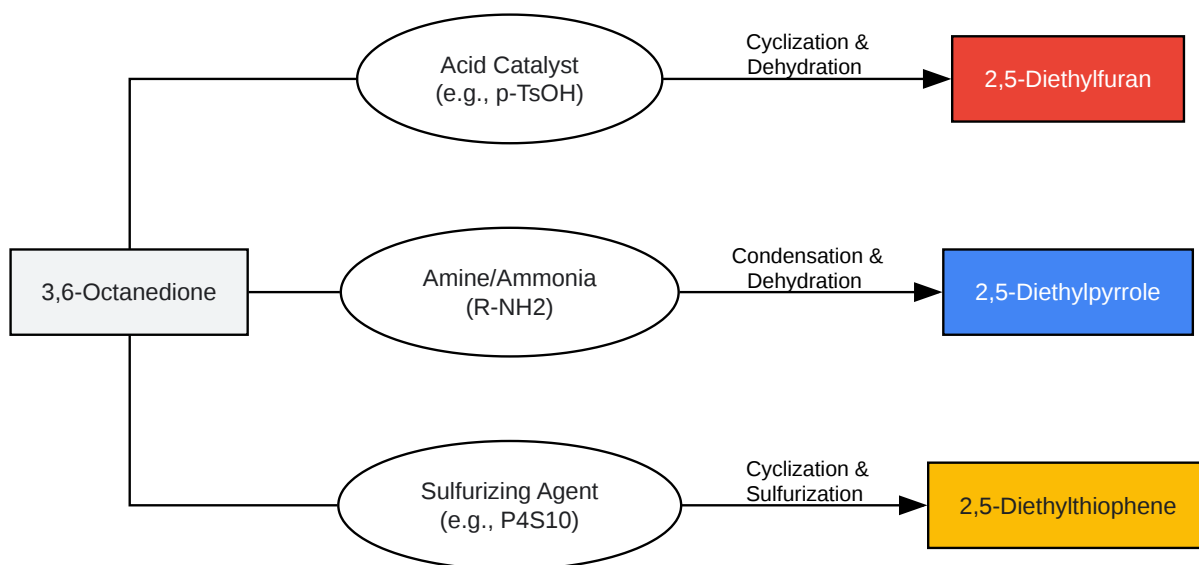 Acid Catalyst
(e.g., p-TsOH)
Cyclization &
Dehydration
2,5-Diethylfuran
3,6-Octanedione
Amine/Ammonia
(R-NH2)
Condensation &
Dehydration
2,5-Diethylpyrrole
Sulfurizing Agent
(e.g., P4S10)
Cyclization &
Sulfurization
2,5-Diethylthiophene